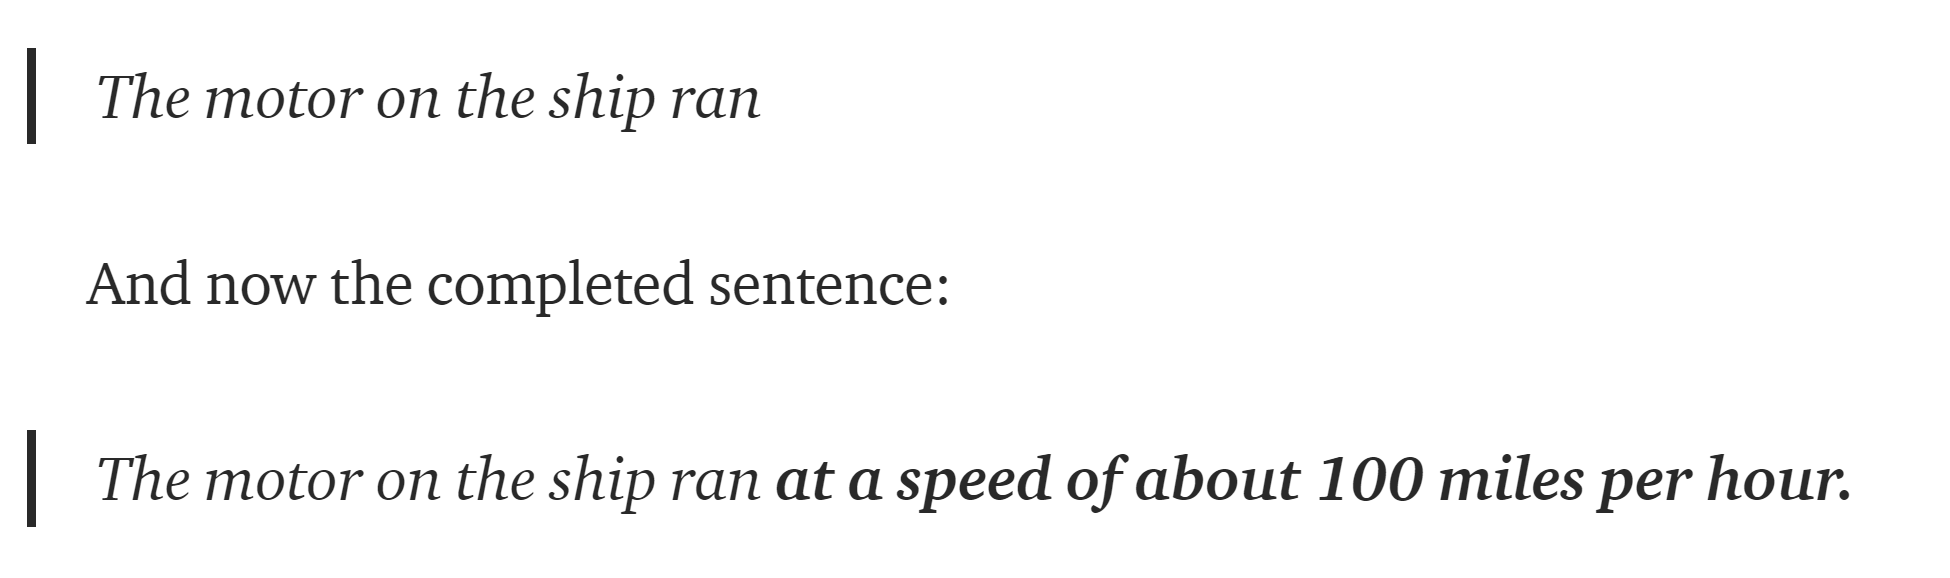 The motor on the ship ran
And now the completed sentence:
The motor on the ship ran at a speed of about 100 miles per hour.